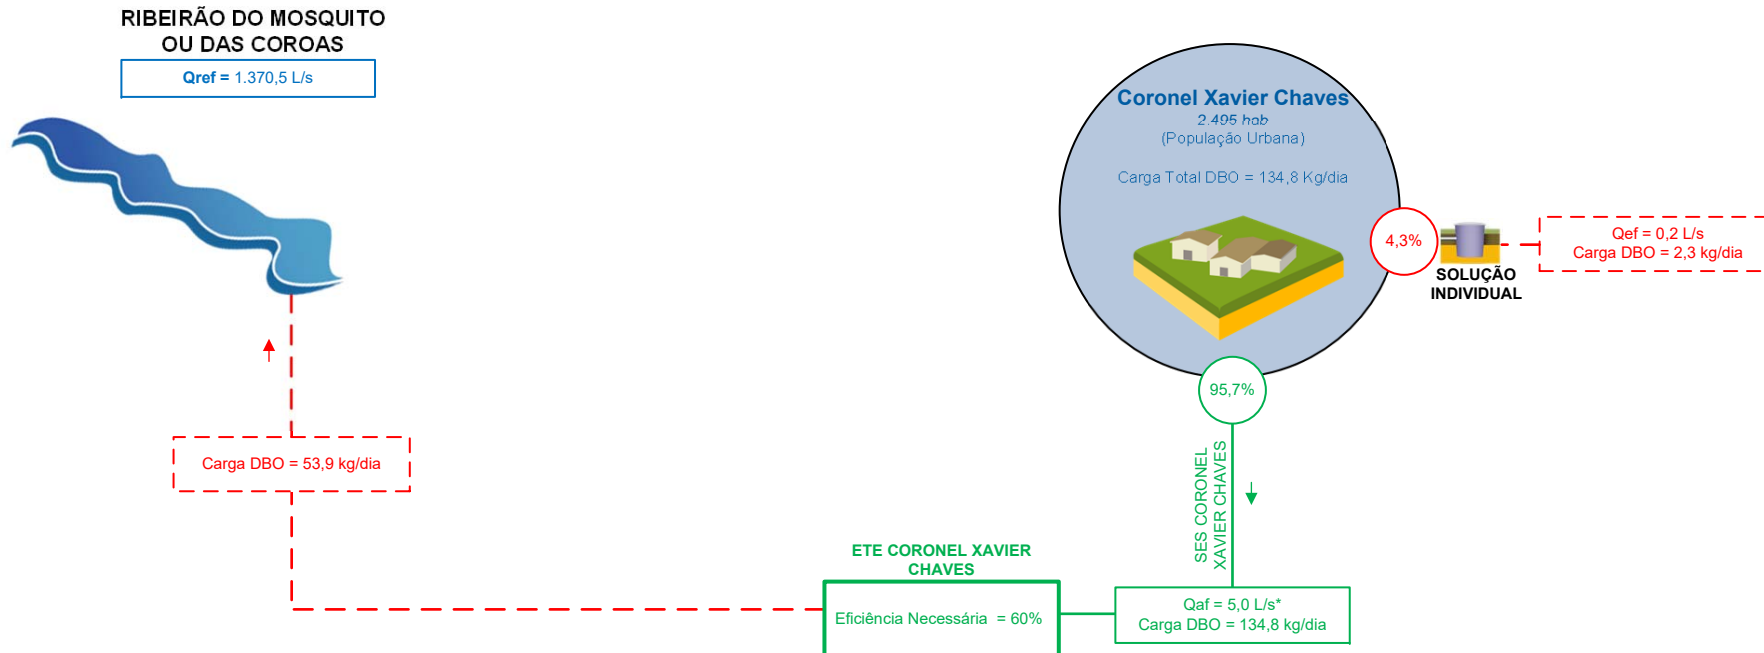 RIBEIRÃO DO MOSQUITO
OU DAS COROAS
Qref = 1.370,5 L/s
Coronel Xavier Chaves
2.495 hab
(População Urbana)
Carga Total DBO = 134,8 Kg/dia
4,3%
SOLUÇÃO
INDIVIDUAL
Qef = 0,2 L/s
Carga DBO = 2,3 kg/dia
95,7%
SES CORONEL
XAVIER CHAVES
Carga DBO = 53,9 kg/dia
ETE CORONEL XAVIER
CHAVES
Eficiência Necessária = 60%
Qaf = 5,0 L/s*
Carga DBO = 134,8 kg/dia